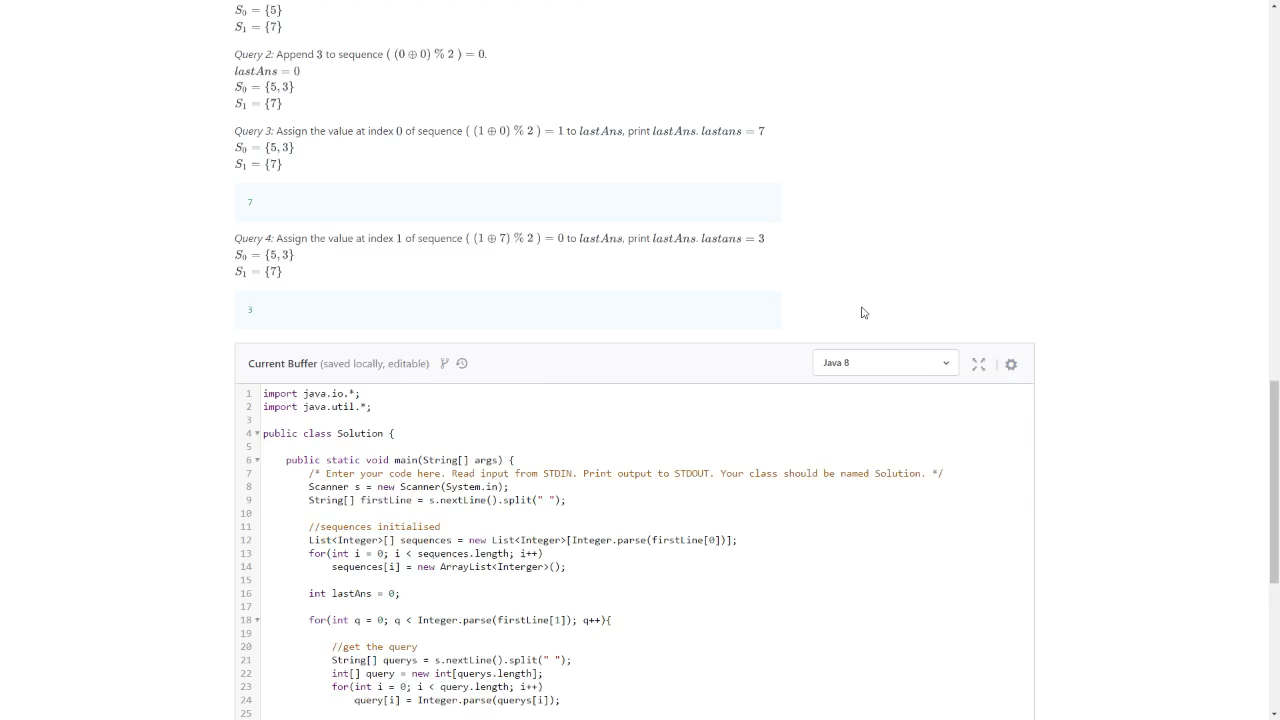 S0 = {5}
S1 = {7}
Query 2: Append 3 to sequence ( (0 ⊕ 0) % 2 ) = 0.
lastAns = 0
S0 = {5, 3}
S1 = {7}
Query 3: Assign the value at index 0 of sequence ( (1 ⊕ 0) % 2 ) = 1 to lastAns, print lastAns. lastans = 7
S0 = {5, 3}
S1 = {7}
7
Query 4: Assign the value at index 1 of sequence ( (1 ⊕ 7) % 2 ) = 0 to lastAns, print lastAns. lastans = 3
S0 = {5, 3}
S1 = {7}
3
Current Buffer (saved locally, editable) Java 8
1 import java.io.*;
2 import java.util.*;
3
4 public class Solution {
5
6 public static void main(String[] args) {
7 /* Enter your code here. Read input from STDIN. Print output to STDOUT. Your class should be named Solution. */
8 Scanner s = new Scanner(System.in);
9 String[] firstLine = s.nextLine().split(" ");
10
11 //sequences initialised
12 List<Integer>[] sequences = new List<Integer>[Integer.parse(firstLine[0])];
13 for(int i = 0; i < sequences.length; i++)
14 sequences[i] = new ArrayList<Interger>();
15
16 int lastAns = 0;
17
18 for(int q = 0; q < Integer.parse(firstLine[1]); q++){
19
20 //get the query
21 String[] querys = s.nextLine().split(" ");
22 int[] query = new int[querys.length];
23 for(int i = 0; i < query.length; i++)
24 query[i] = Integer.parse(querys[i]);
25